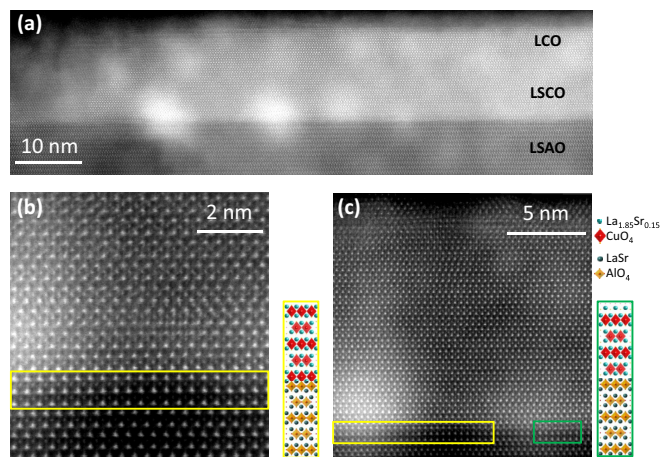 (a)
LCO
LSCO
LSAO
10 nm
(b)
2 nm
(c)
5 nm
La1.85Sr0.15
CuO4
LaSr
AlO4